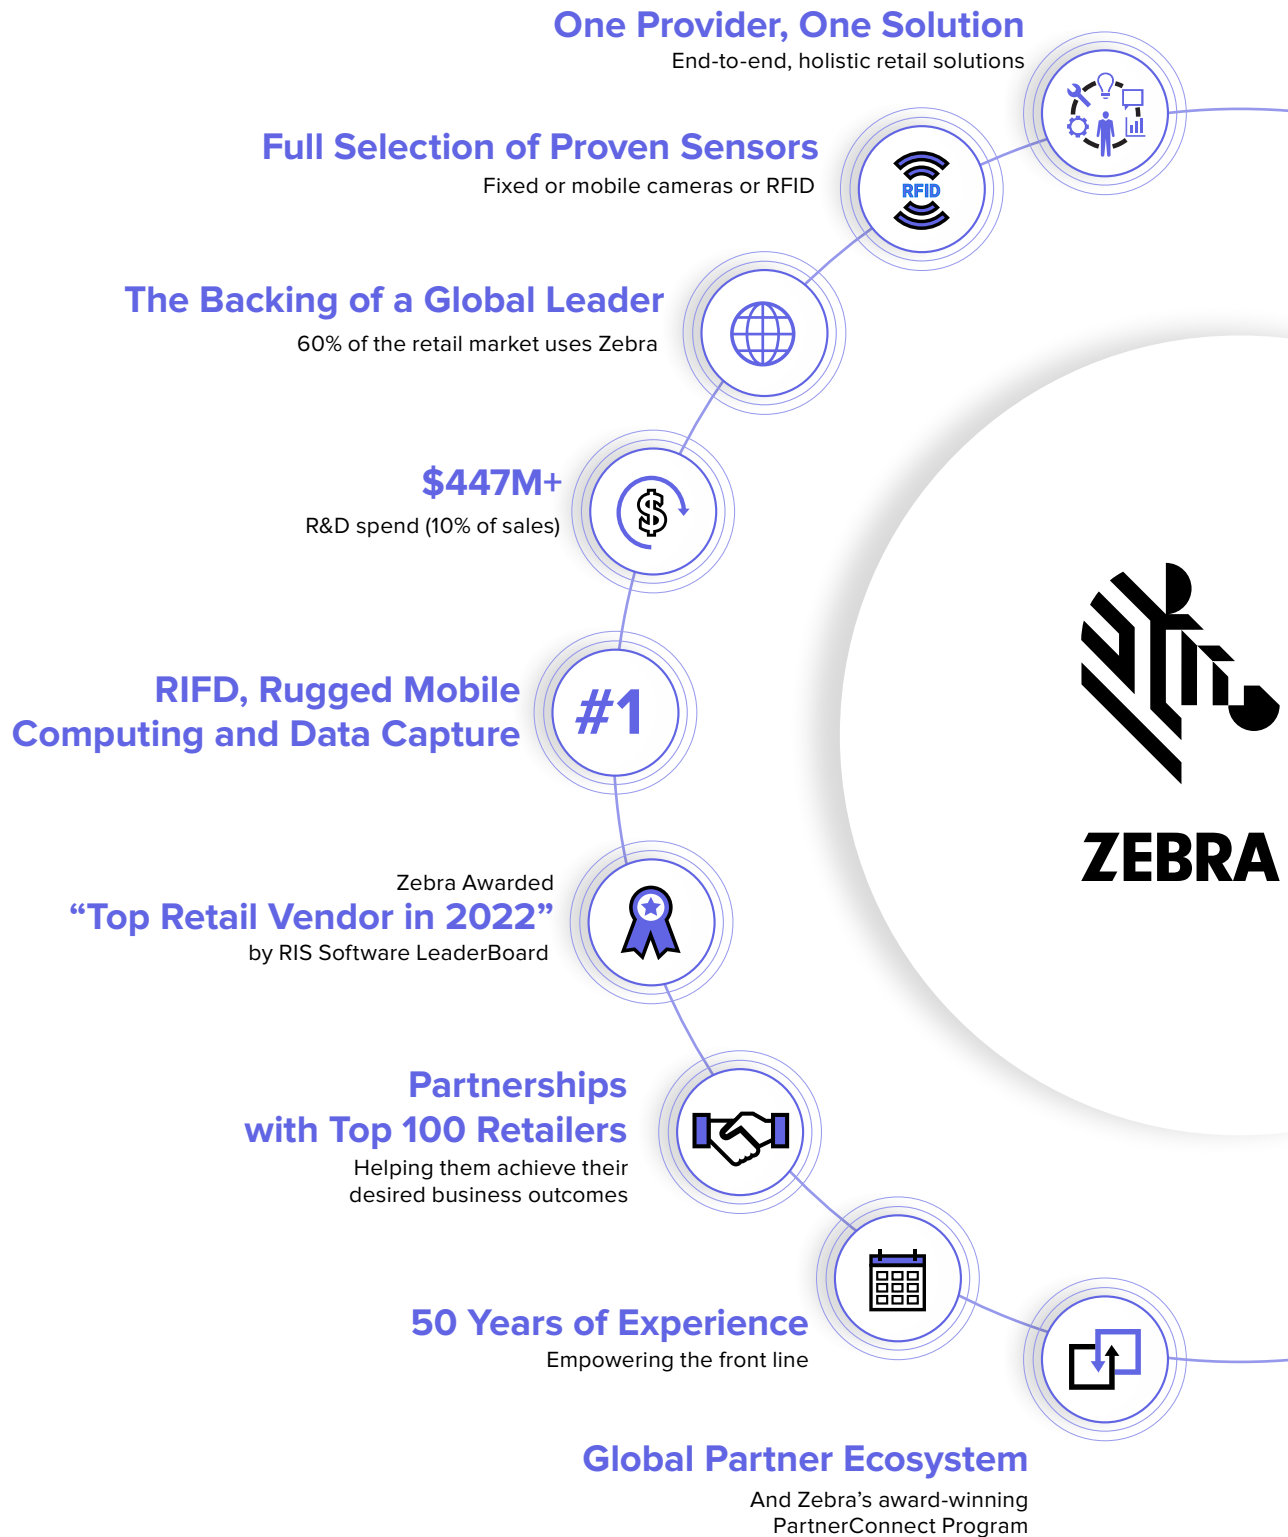 One Provider, One Solution
End-to-end, holistic retail solutions
Full Selection of Proven Sensors
Fixed or mobile cameras or RFID
RFID
The Backing of a Global Leader
60% of the retail market uses Zebra
$447M+
R&D spend (10% of sales)
$
RIFD, Rugged Mobile
Computing and Data Capture
#1
ZEBRA
Zebra Awarded
“Top Retail Vendor in 2022”
by RIS Software LeaderBoard
Partnerships
with Top 100 Retailers
Helping them achieve their
desired business outcomes
50 Years of Experience
Empowering the front line
Global Partner Ecosystem
And Zebra’s award-winning
PartnerConnect Program